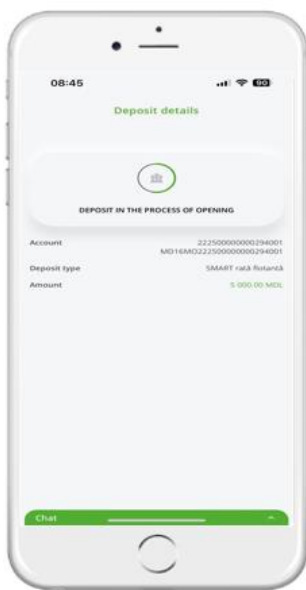 08:45
90
Deposit details
DEPOSIT IN THE PROCESS OF OPENING
Account 222500000000294001
MD16MO222500000000294001
Deposit type SMART rată flotantă
Amount 5 000.00 MDL
Chat